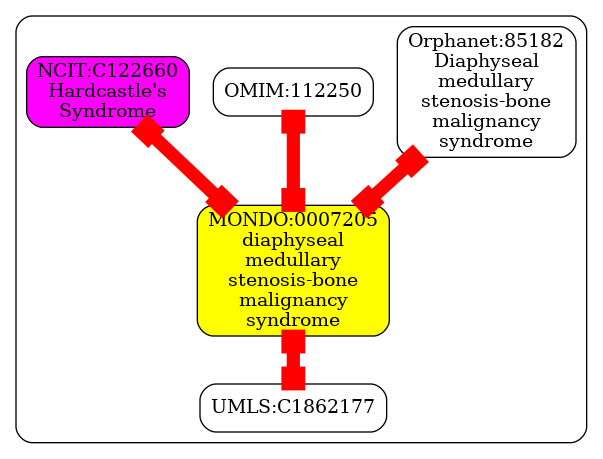 NCIT:C122660
Hardcastle's
Syndrome
OMIM:112250
Orphanet:85182
Diaphyseal
medullary
stenosis-bone
malignancy
syndrome
MONDO:0007205
diaphyseal
medullary
stenosis-bone
malignancy
syndrome
UMLS:C1862177